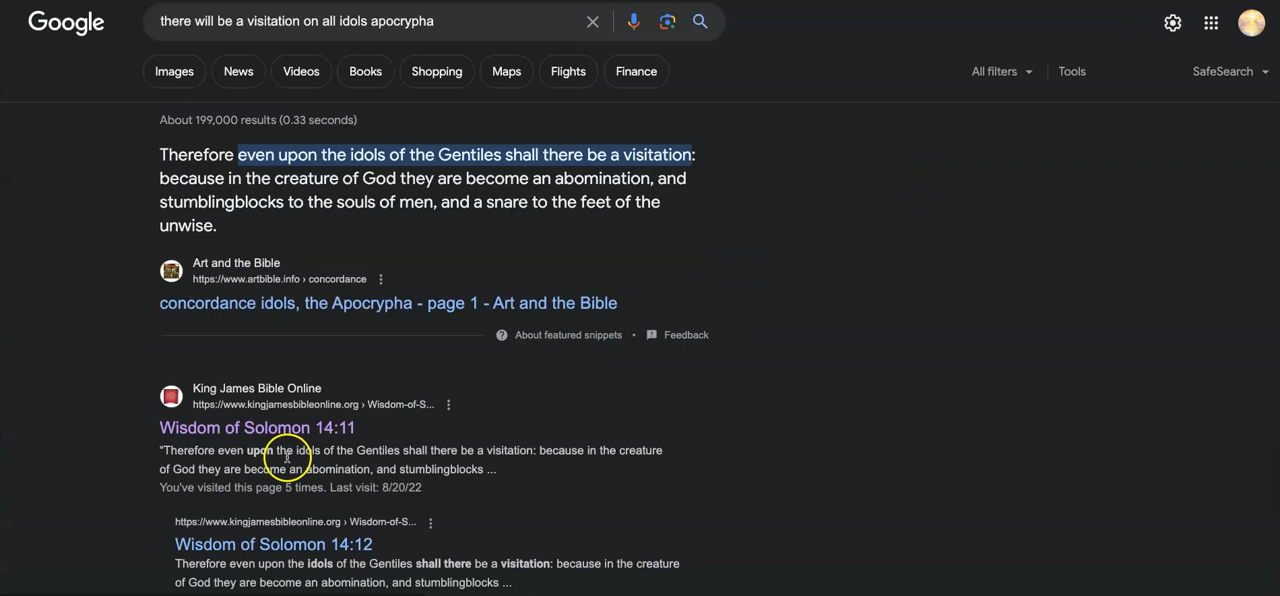 Google
there will be a visitation on all idols apocrypha
Images News Videos Books Shopping Maps Flights Finance All filters Tools SafeSearch
About 199,000 results (0.33 seconds)
Therefore even upon the idols of the Gentiles shall there be a visitation:
because in the creature of God they are become an abomination, and
stumblingblocks to the souls of men, and a snare to the feet of the
unwise.
Art and the Bible
https://www.artbible.info › concordance
concordance idols, the Apocrypha - page 1 - Art and the Bible
About featured snippets • Feedback
King James Bible Online
https://www.kingjamesbibleonline.org › Wisdom-of-S...
Wisdom of Solomon 14:11
"Therefore even upon the idols of the Gentiles shall there be a visitation: because in the creature
of God they are become an abomination, and stumblingblocks ...
You've visited this page 5 times. Last visit: 8/20/22
https://www.kingjamesbibleonline.org › Wisdom-of-S...
Wisdom of Solomon 14:12
Therefore even upon the idols of the Gentiles shall there be a visitation: because in the creature
of God they are become an abomination, and stumblingblocks ...